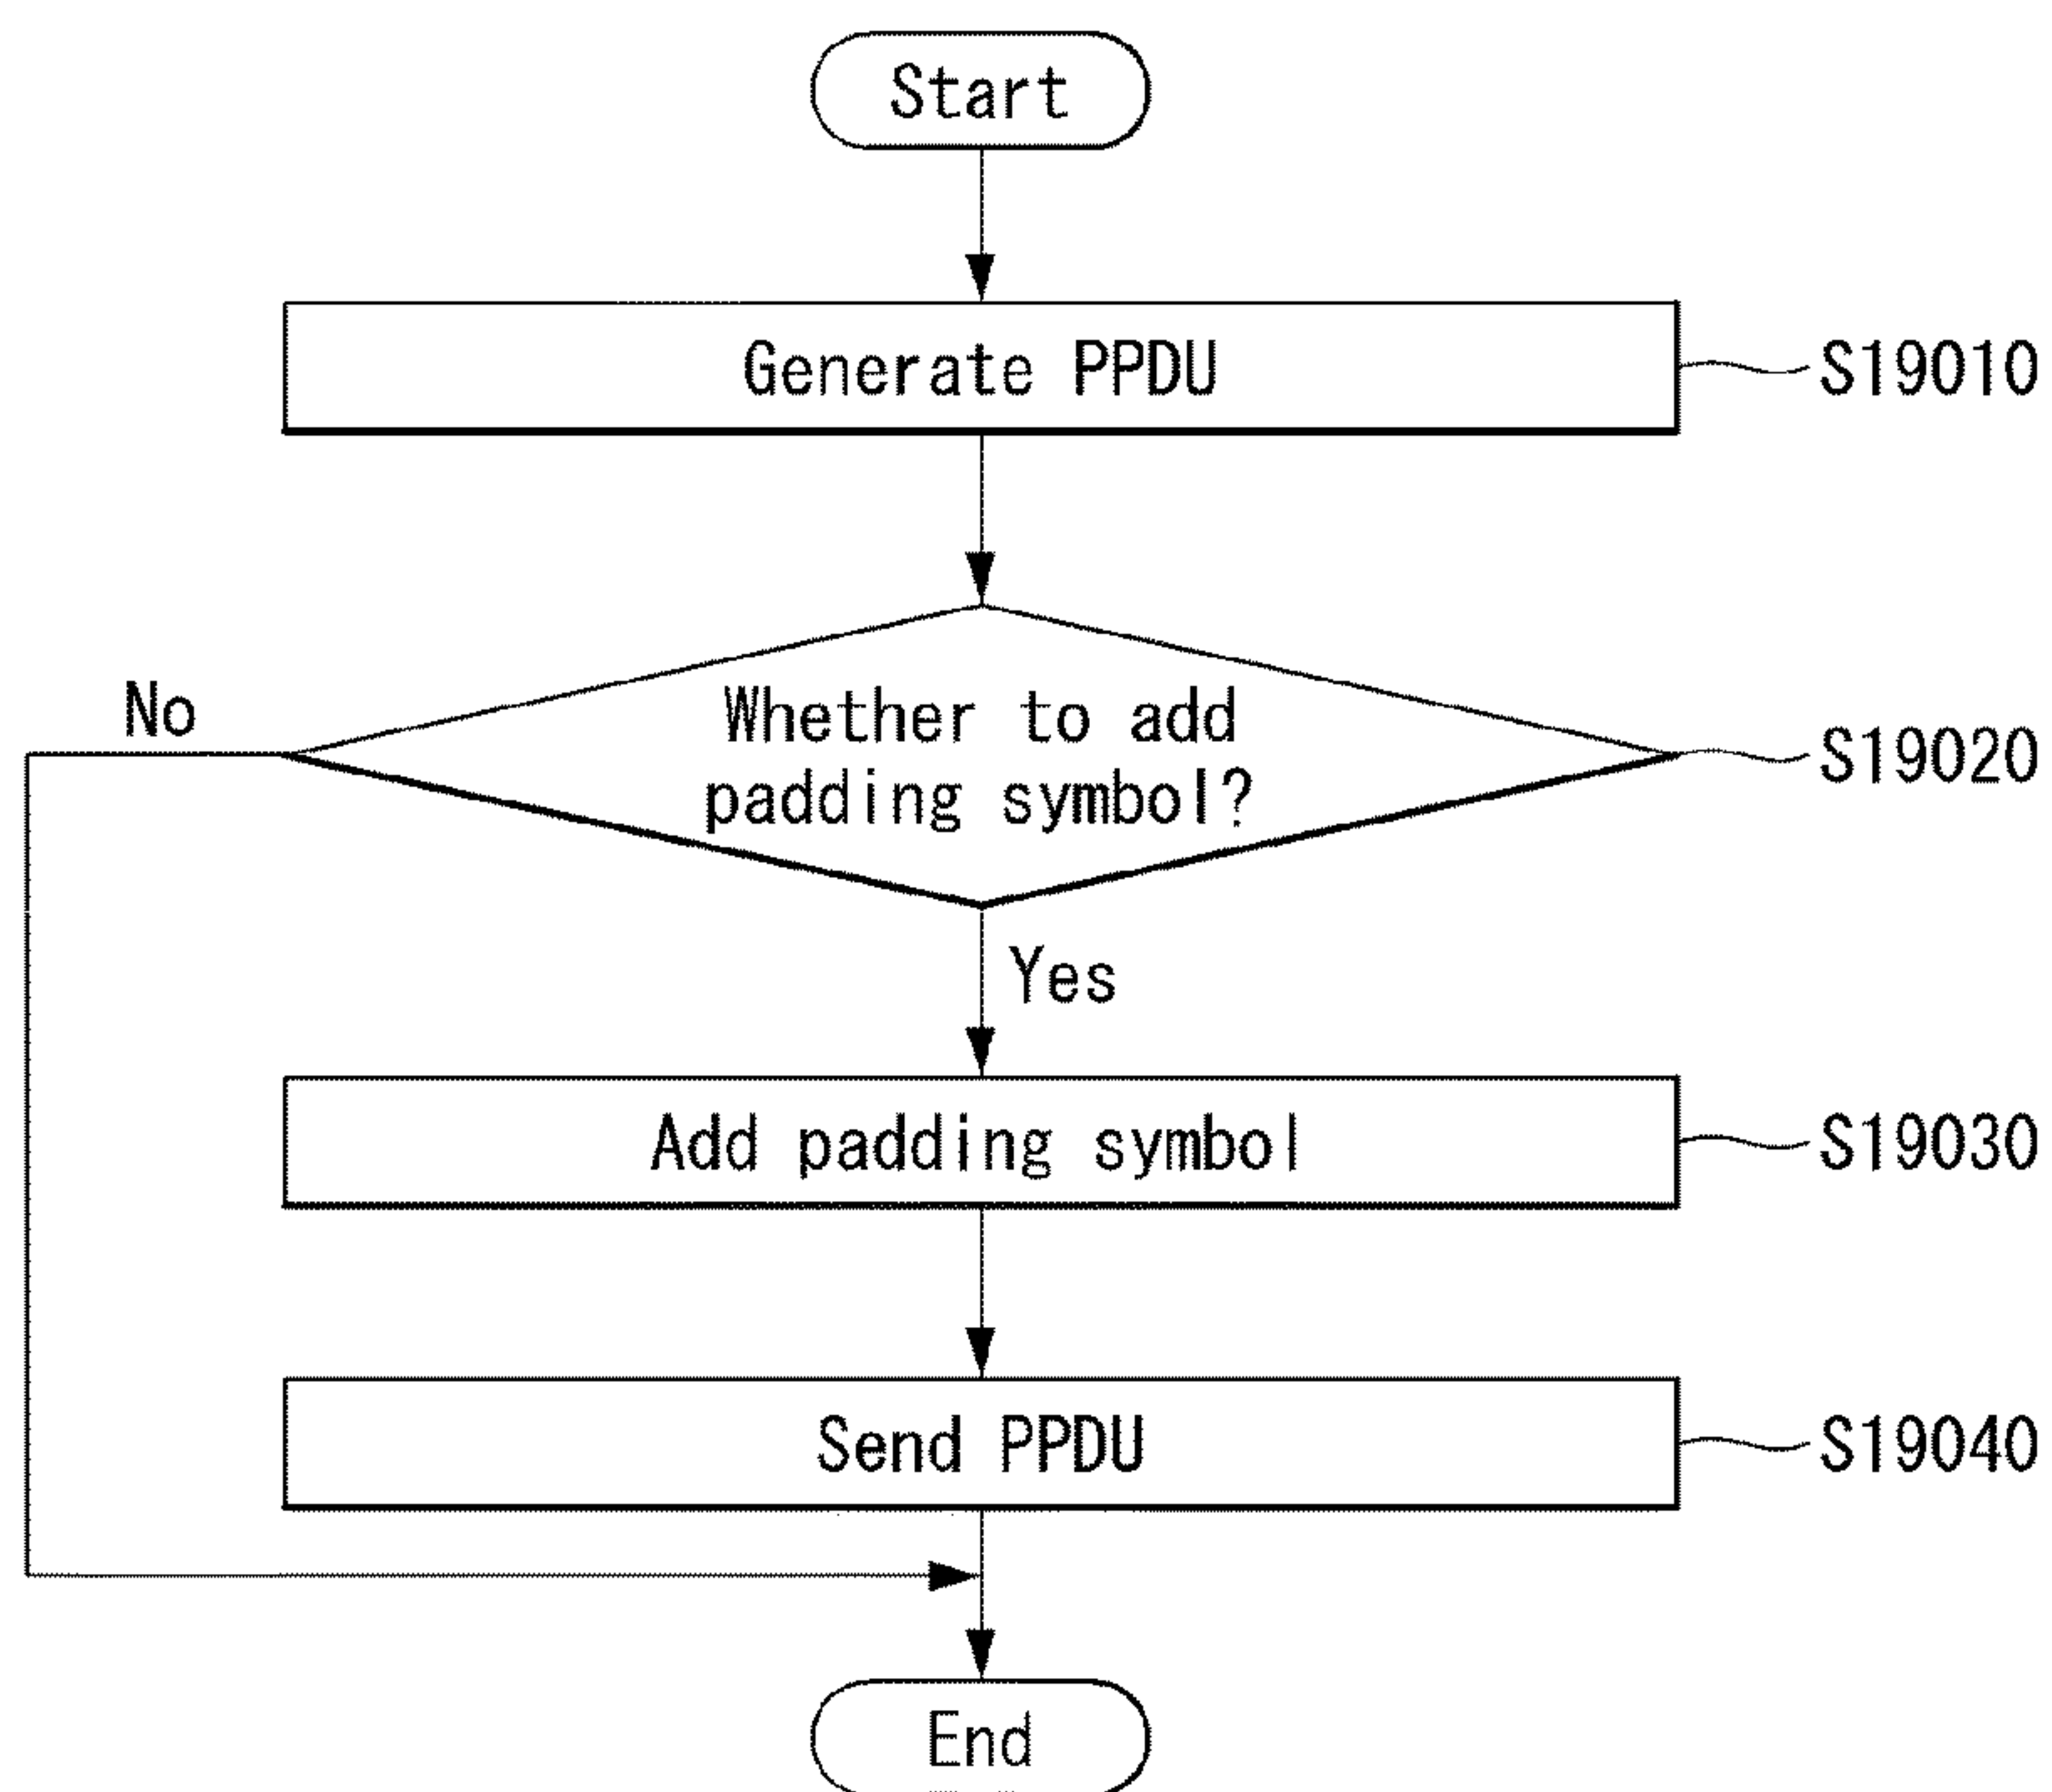 Start
Generate PPDU
S19010
No
Whether to add
padding symbol?
S19020
Yes
Add padding symbol
S19030
Send PPDU
S19040
End